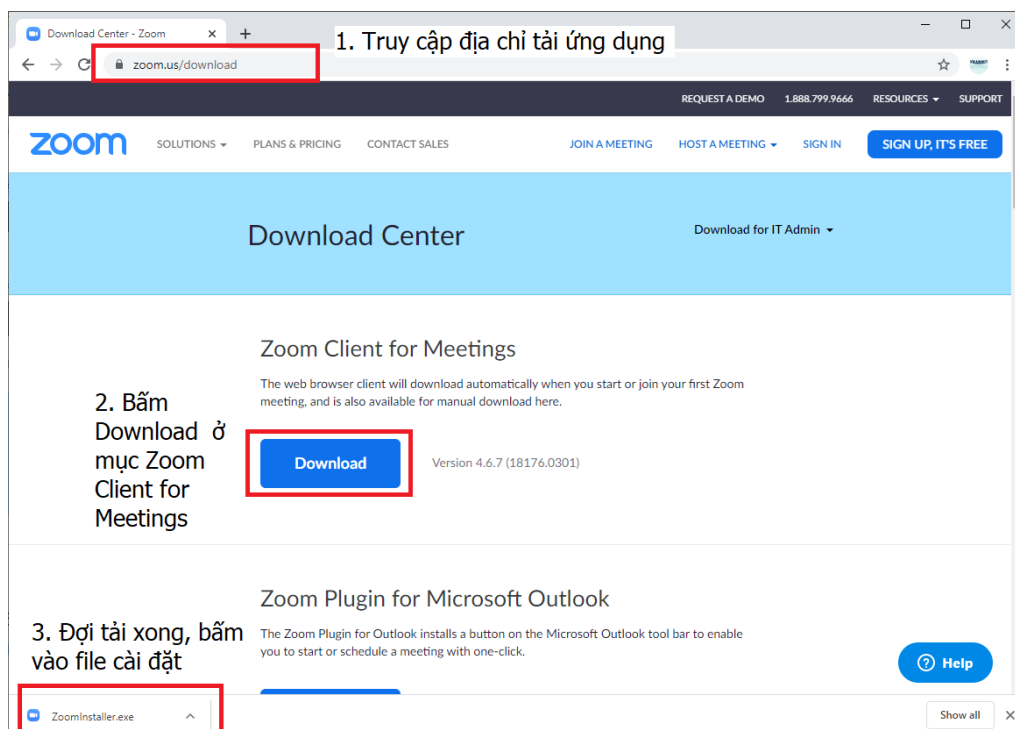 Download Center - Zoom
1. Truy cập địa chỉ tải ứng dụng
zoom.us/download
REQUEST A DEMO 1.888.799.9666 RESOURCES SUPPORT
zoom SOLUTIONS PLANS & PRICING CONTACT SALES JOIN A MEETING HOST A MEETING SIGN IN SIGN UP, IT'S FREE
Download Center
Download for IT Admin
Zoom Client for Meetings
The web browser client will download automatically when you start or join your first Zoom
meeting, and is also available for manual download here.
2. Bấm
Download ở
mục Zoom
Client for
Meetings
Download
Version 4.6.7 (18176.0301)
Zoom Plugin for Microsoft Outlook
The Zoom Plugin for Outlook installs a button on the Microsoft Outlook tool bar to enable
you to start or schedule a meeting with one-click.
3. Đợi tải xong, bấm
vào file cài đặt
Help
ZoomInstaller.exe
Show all